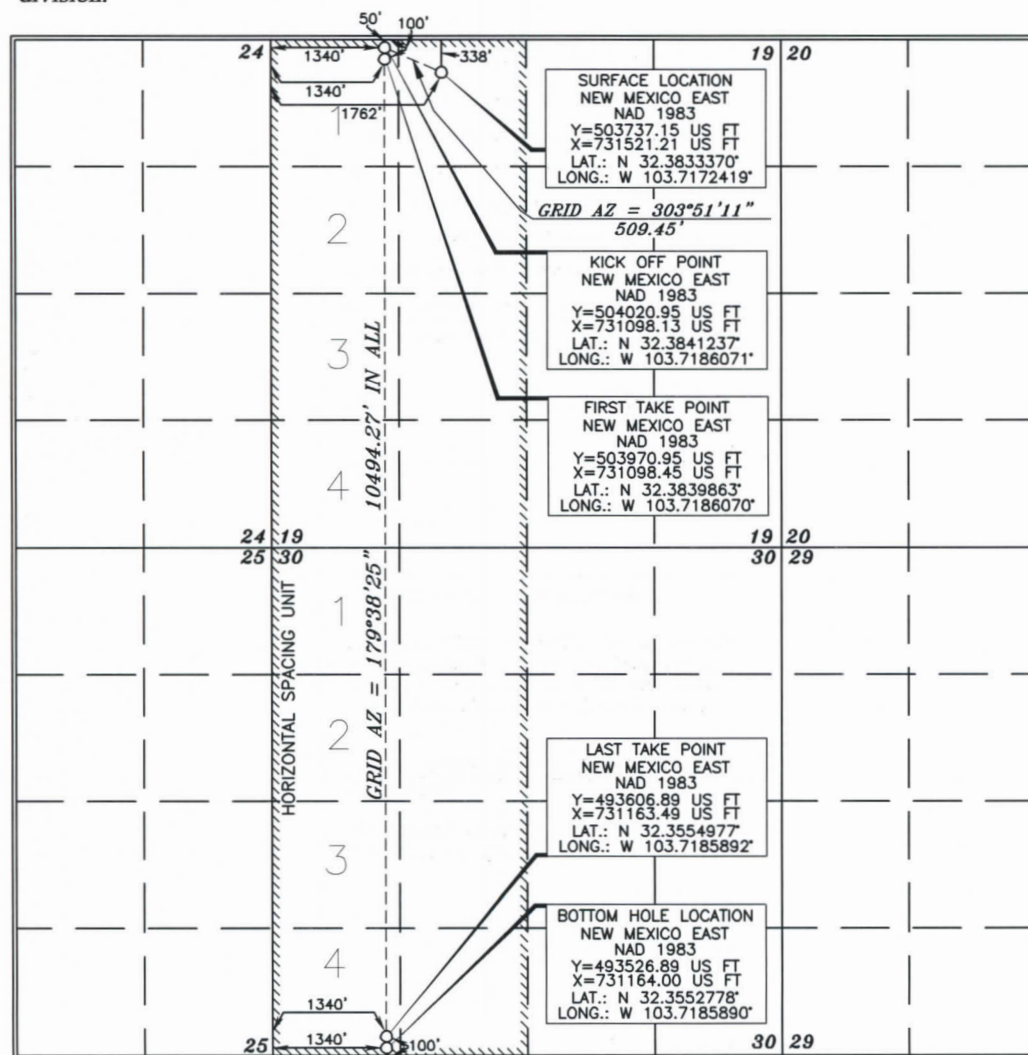 division.
50'
100'
24
1340'
338'
19 20
1340'
1762'
1
SURFACE LOCATION
NEW MEXICO EAST
NAD 1983
Y=503737.15 US FT
X=731521.21 US FT
LAT.: N 32.3833370°
LONG.: W 103.7172419°
2
GRID AZ = 303°51'11"
509.45'
KICK OFF POINT
NEW MEXICO EAST
NAD 1983
Y=504020.95 US FT
X=731098.13 US FT
LAT.: N 32.3841237°
LONG.: W 103.7186071°
3
10494.27' IN ALL
FIRST TAKE POINT
NEW MEXICO EAST
NAD 1983
Y=503970.95 US FT
X=731098.45 US FT
LAT.: N 32.3839863°
LONG.: W 103.7186070°
4
24 19
19 20
25 30
30 29
HORIZONTAL SPACING UNIT
1
GRID AZ = 179°38'25"
2
LAST TAKE POINT
NEW MEXICO EAST
NAD 1983
Y=493606.89 US FT
X=731163.49 US FT
LAT.: N 32.3554977°
LONG.: W 103.7185892°
3
BOTTOM HOLE LOCATION
NEW MEXICO EAST
NAD 1983
Y=493526.89 US FT
X=731164.00 US FT
LAT.: N 32.3552778°
LONG.: W 103.7185890°
4
1340'
1340'
100'
25
30 29